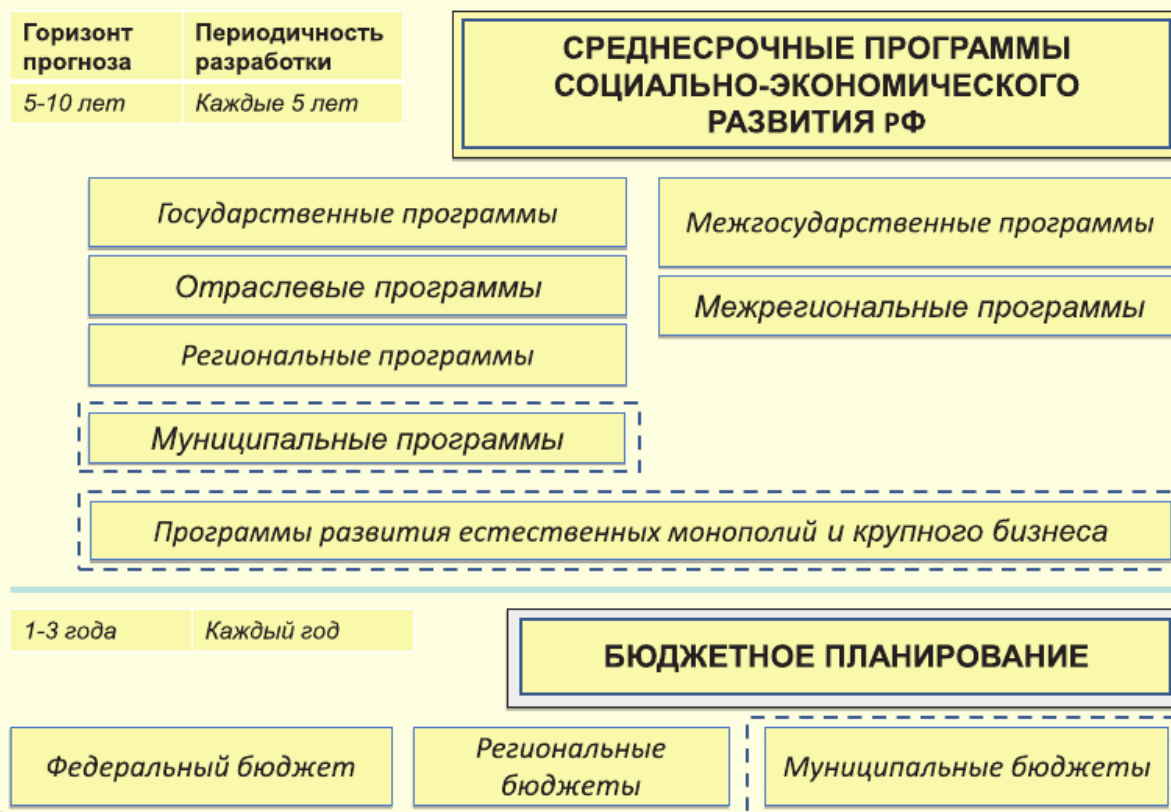 Горизонт прогноза
Периодичность разработки
5-10 лет
Каждые 5 лет
СРЕДНЕСРОЧНЫЕ ПРОГРАММЫ
СОЦИАЛЬНО-ЭКОНОМИЧЕСКОГО
РАЗВИТИЯ РФ
Государственные программы
Межгосударственные программы
Отраслевые программы
Межрегиональные программы
Региональные программы
Муниципальные программы
Программы развития естественных монополий и крупного бизнеса
1-3 года
Каждый год
БЮДЖЕТНОЕ ПЛАНИРОВАНИЕ
Федеральный бюджет
Региональные
бюджеты
Муниципальные бюджеты